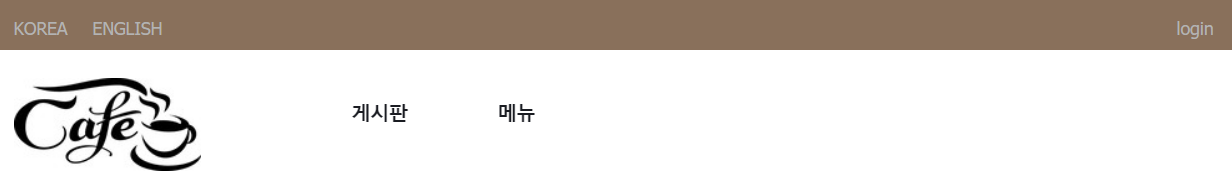 KOREA ENGLISH login
Cafe 게시판 메뉴